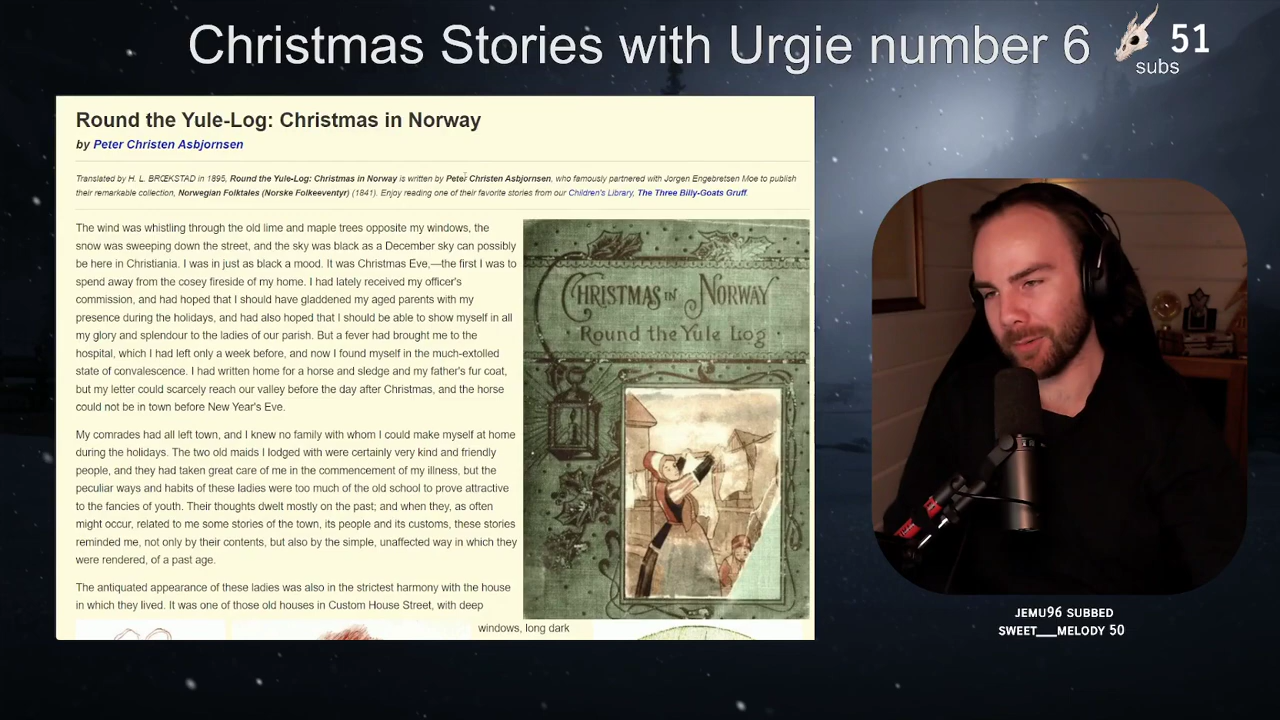 Christmas Stories with Urgie number 6
51
subs
Round the Yule-Log: Christmas in Norway
by Peter Christen Asbjornsen
Translated by H. L. BRŒKSTAD in 1895, Round the Yule-Log: Christmas in Norway is written by Peter Christen Asbjornsen, who famously partnered with Jorgen Engebretsen Moe to publish
their remarkable collection, Norwegian Folktales (Norske Folkeeventyr) (1841). Enjoy reading one of their favorite stories from our Children's Library, The Three Billy-Goats Gruff.
The wind was whistling through the old lime and maple trees opposite my windows, the
snow was sweeping down the street, and the sky was black as a December sky can possibly
be here in Christiania. I was in just as black a mood. It was Christmas Eve,—the first I was to
spend away from the cosey fireside of my home. I had lately received my officer's
commission, and had hoped that I should have gladdened my aged parents with my
presence during the holidays, and had also hoped that I should be able to show myself in all
my glory and splendour to the ladies of our parish. But a fever had brought me to the
hospital, which I had left only a week before, and now I found myself in the much-extolled
state of convalescence. I had written home for a horse and sledge and my father's fur coat,
but my letter could scarcely reach our valley before the day after Christmas, and the horse
could not be in town before New Year's Eve.
My comrades had all left town, and I knew no family with whom I could make myself at home
during the holidays. The two old maids I lodged with were certainly very kind and friendly
people, and they had taken great care of me in the commencement of my illness, but the
peculiar ways and habits of these ladies were too much of the old school to prove attractive
to the fancies of youth. Their thoughts dwelt mostly on the past; and when they, as often
might occur, related to me some stories of the town, its people and its customs, these stories
reminded me, not only by their contents, but also by the simple, unaffected way in which they
were rendered, of a past age.
The antiquated appearance of these ladies was also in the strictest harmony with the house
in which they lived. It was one of those old houses in Custom House Street, with deep
windows, long dark
CHRISTMAS IN NORWAY
· Round the Yule Log ·
JEMU96 SUBBED
SWEET___MELODY 50